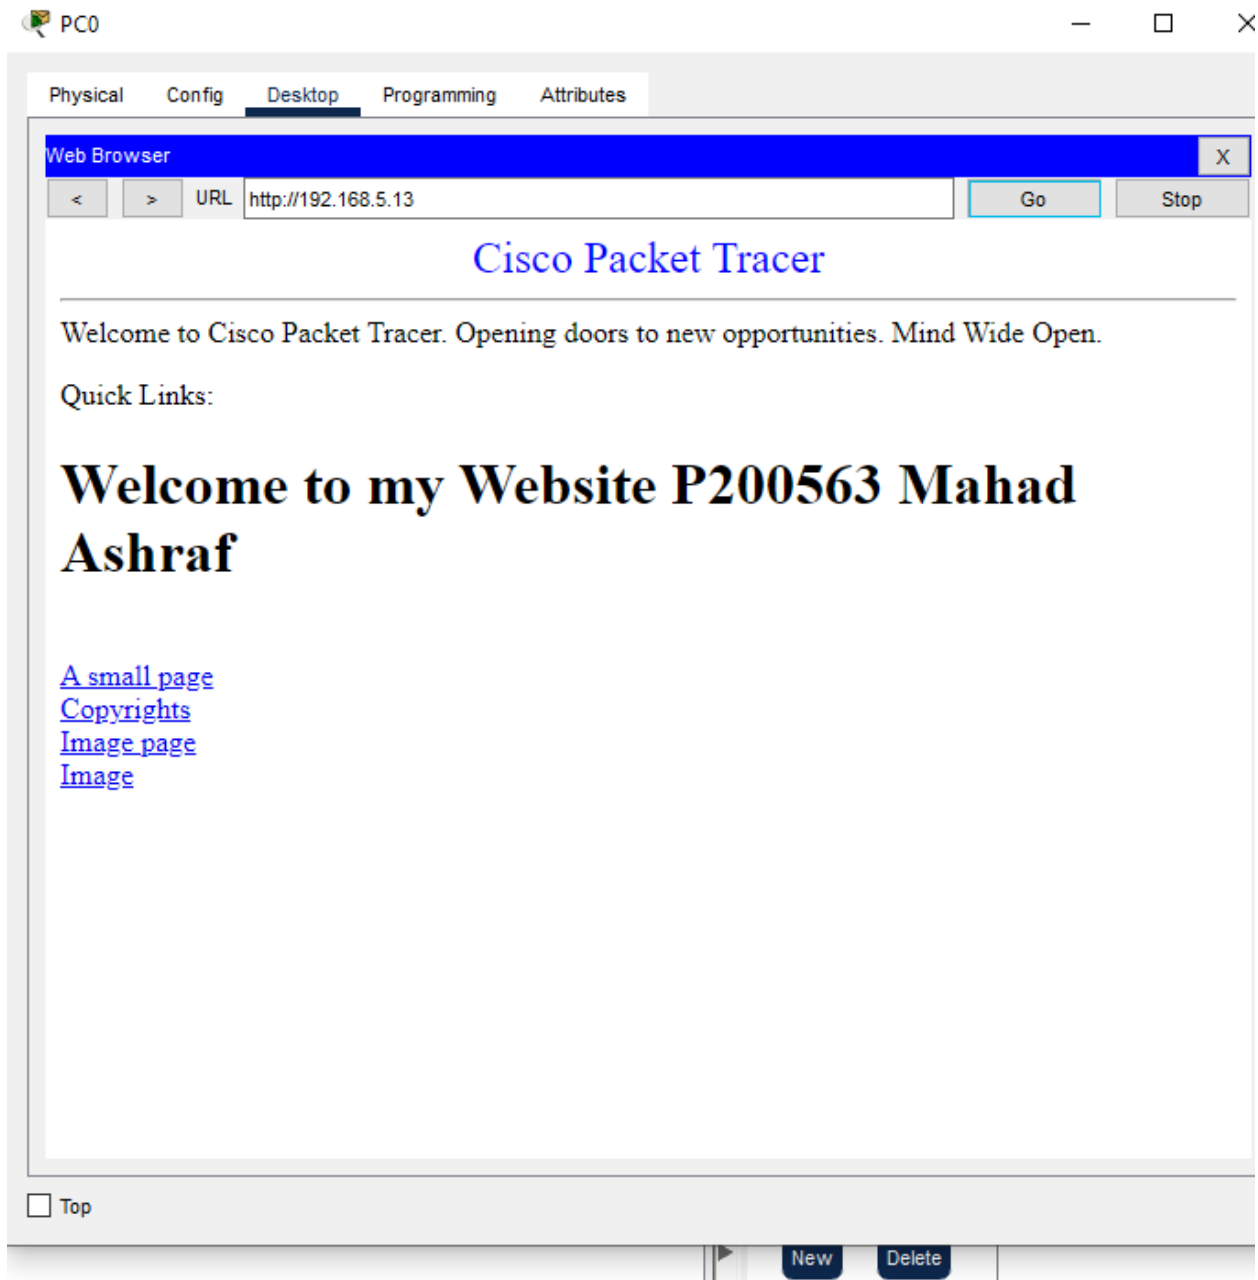 PC0
Physical Config Desktop Programming Attributes
Web Browser X
< > URL http://192.168.5.13 Go Stop
Cisco Packet Tracer
Welcome to Cisco Packet Tracer. Opening doors to new opportunities. Mind Wide Open.
Quick Links:
Welcome to my Website P200563 Mahad
Ashraf
A small page
Copyrights
Image page
Image
Top
New Delete